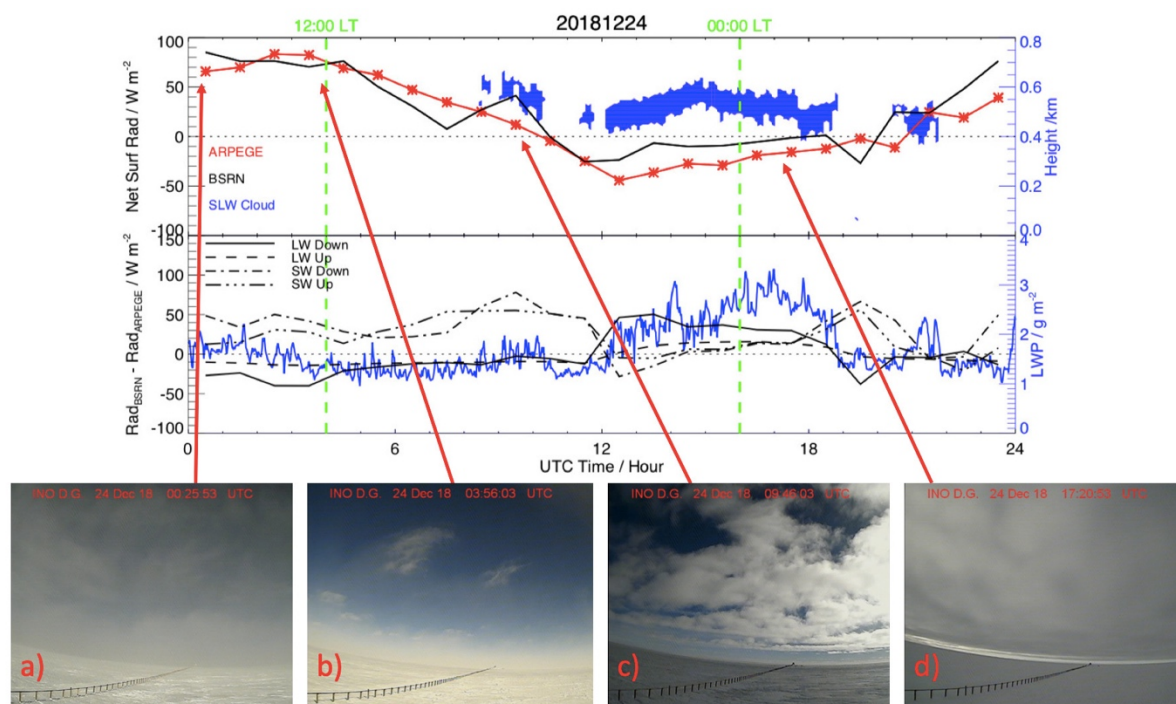 12:00 LT 20181224 00:00 LT
100 0.8
50 0.6
0 0.4
-50 0.2
-100 0.0
Net Surf Rad / W m-2
Height /km
ARPEGE
BSRN
SLW Cloud
150 4
100 3
50
0 2
-50 1
-100 0
RadBSRN - RadARPEGE / W m-2
LWP / g m-2
LW Down
LW Up
SW Down
SW Up
0 6 12 18 24
UTC Time / Hour
INO D.G. 24 Dec 18 00:25:53 UTC
INO D.G. 24 Dec 18 03:56:03 UTC
INO D.G. 24 Dec 18 09:46:03 UTC
INO D.G. 24 Dec 18 17:20:53 UTC
a) b) c) d)